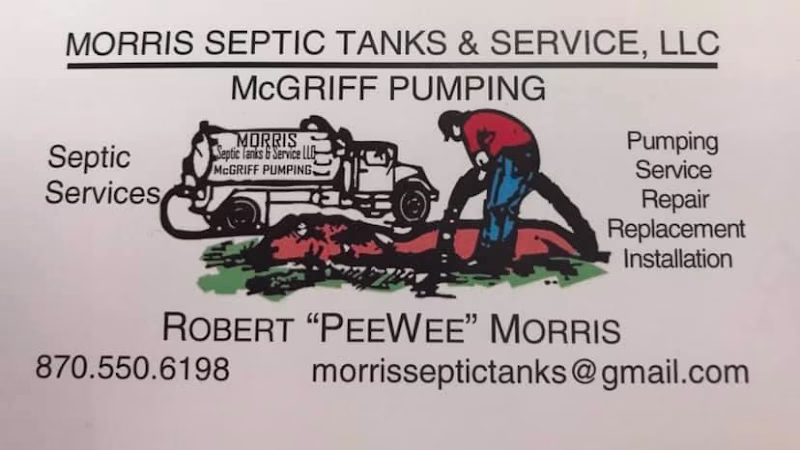 MORRIS SEPTIC TANKS & SERVICE, LLC
McGRIFF PUMPING
Septic
Services
MORRIS
Septic Tanks & Service LLC
McGRIFF PUMPING
Pumping
Service
Repair
Replacement
Installation
ROBERT “PEEWEE” MORRIS
870.550.6198
morrisseptictanks@gmail.com